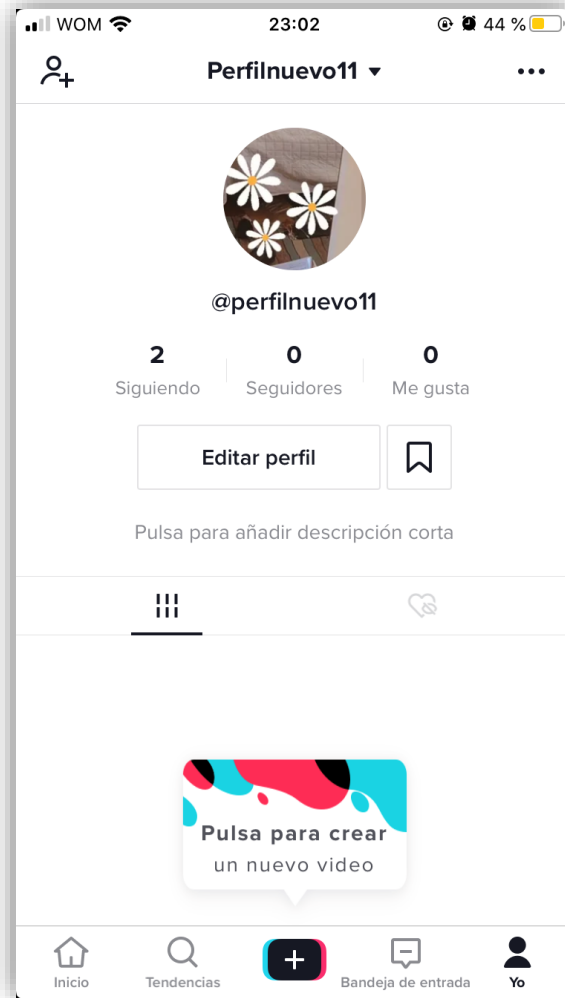 WOM 23:02 44 %
Perfilnuevo11
@perfilnuevo11
2 0 0
Siguiendo Seguidores Me gusta
Editar perfil
Pulsa para añadir descripción corta
Pulsa para crear
un nuevo video
Inicio Tendencias Bandeja de entrada Yo